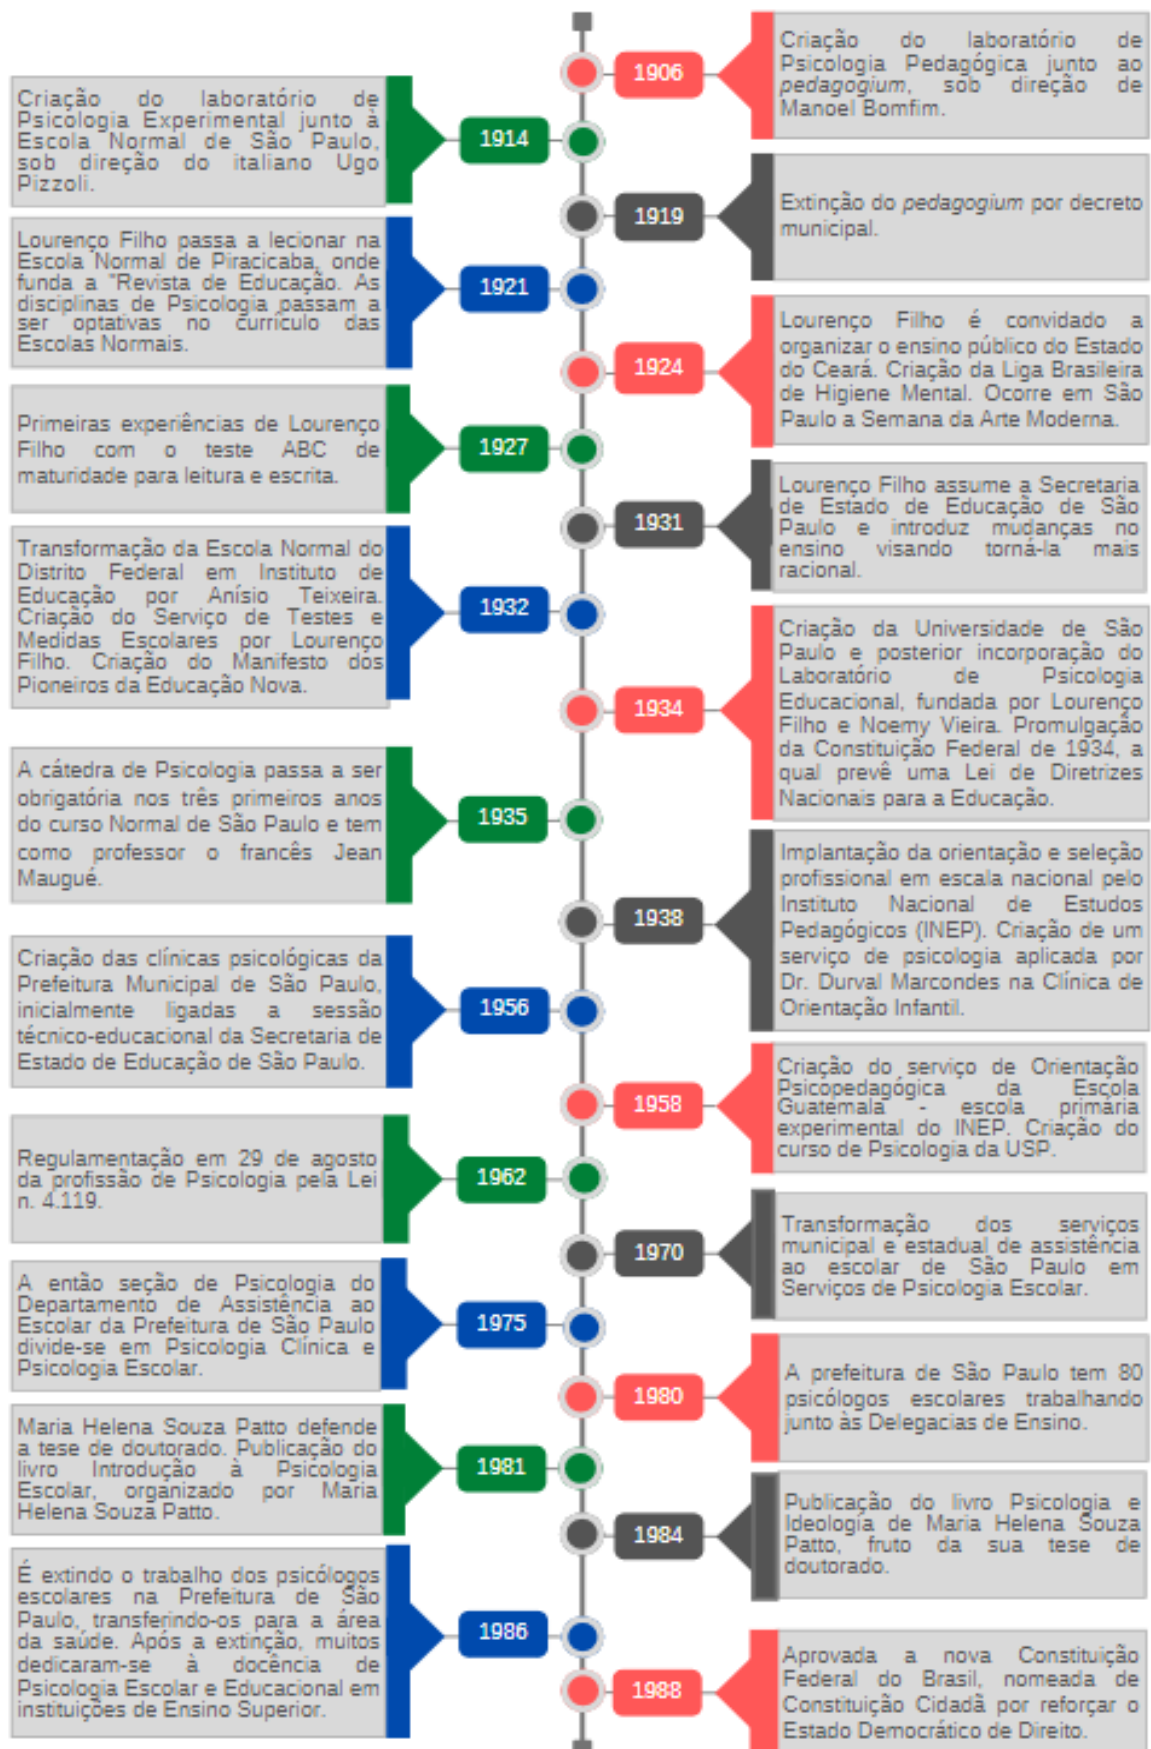 1906
Criação do laboratório de
Psicologia Pedagógica junto ao
pedagogium, sob direção de
Manoel Bomfim.
Criação do laboratório de
Psicologia Experimental junto à
Escola Normal de São Paulo,
sob direção do italiano Ugo
Pizzoli.
1914
1919
Extinção do pedagogium por decreto
municipal.
Lourenço Filho passa a lecionar na
Escola Normal de Piracicaba, onde
funda a "Revista de Educação. As
disciplinas de Psicologia passam a
ser optativas no currículo das
Escolas Normais.
1921
1924
Lourenço Filho é convidado a
organizar o ensino público do Estado
do Ceará. Criação da Liga Brasileira
de Higiene Mental. Ocorre em São
Paulo a Semana da Arte Moderna.
Primeiras experiências de Lourenço
Filho com o teste ABC de
maturidade para leitura e escrita.
1927
1931
Lourenço Filho assume a Secretaria
de Estado de Educação de São
Paulo e introduz mudanças no
ensino visando torná-la mais
racional.
Transformação da Escola Normal do
Distrito Federal em Instituto de
Educação por Anísio Teixeira.
Criação do Serviço de Testes e
Medidas Escolares por Lourenço
Filho. Criação do Manifesto dos
Pioneiros da Educação Nova.
1932
1934
Criação da Universidade de São
Paulo e posterior incorporação do
Laboratório de Psicologia
Educacional, fundada por Lourenço
Filho e Noemy Vieira. Promulgação
da Constituição Federal de 1934, a
qual prevê uma Lei de Diretrizes
Nacionais para a Educação.
A cátedra de Psicologia passa a ser
obrigatória nos três primeiros anos
do curso Normal de São Paulo e tem
como professor o francês Jean
Maugué.
1935
1938
Implantação da orientação e seleção
profissional em escala nacional pelo
Instituto Nacional de Estudos
Pedagógicos (INEP). Criação de um
serviço de psicologia aplicada por
Dr. Durval Marcondes na Clínica de
Orientação Infantil.
Criação das clínicas psicológicas da
Prefeitura Municipal de São Paulo,
inicialmente ligadas a sessão
técnico-educacional da Secretaria de
Estado de Educação de São Paulo.
1956
1958
Criação do serviço de Orientação
Psicopedagógica da Escola
Guatemala - escola primária
experimental do INEP. Criação do
curso de Psicologia da USP.
Regulamentação em 29 de agosto
da profissão de Psicologia pela Lei
n. 4.119.
1962
1970
Transformação dos serviços
municipal e estadual de assistência
ao escolar de São Paulo em
Serviços de Psicologia Escolar.
A então seção de Psicologia do
Departamento de Assistência ao
Escolar da Prefeitura de São Paulo
divide-se em Psicologia Clínica e
Psicologia Escolar.
1975
1980
A prefeitura de São Paulo tem 80
psicólogos escolares trabalhando
junto às Delegacias de Ensino.
Maria Helena Souza Patto defende
a tese de doutorado. Publicação do
livro Introdução à Psicologia
Escolar, organizado por Maria
Helena Souza Patto.
1981
1984
Publicação do livro Psicologia e
Ideologia de Maria Helena Souza
Patto, fruto da sua tese de
doutorado.
É extindo o trabalho dos psicólogos
escolares na Prefeitura de São
Paulo, transferindo-os para a área
da saúde. Após a extinção, muitos
dedicaram-se à docência de
Psicologia Escolar e Educacional em
instituições de Ensino Superior.
1986
1988
Aprovada a nova Constituição
Federal do Brasil, nomeada de
Constituição Cidadã por reforçar o
Estado Democrático de Direito.